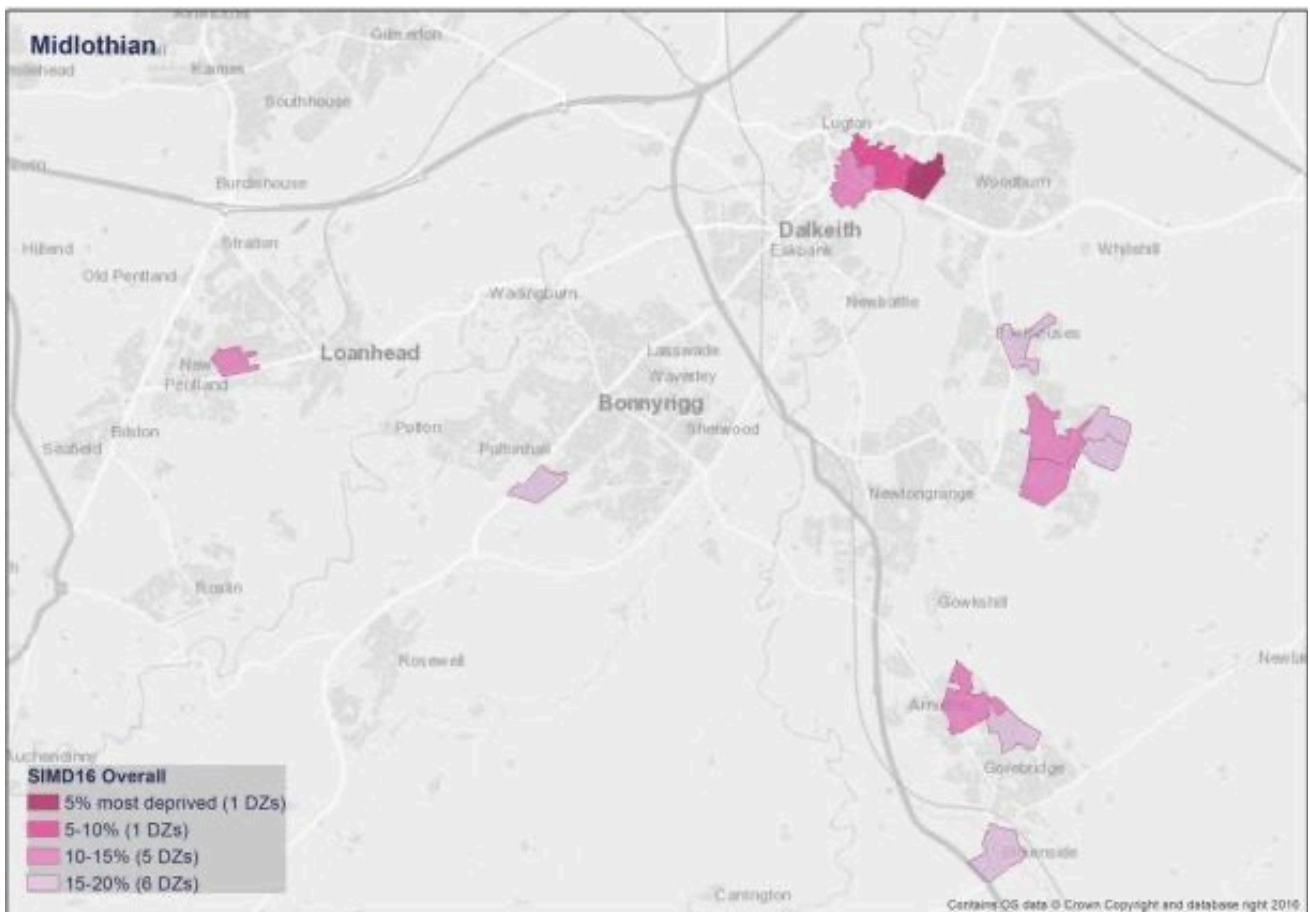 Midlothian
Gilmerton
Kames
Southhouse
Burdiehouse
Lugton
Woodburn
Dalkeith
Eskbank
Hillend
Straiton
Whitehill
Old Pentland
Wadingburn
Newbattle
New
Pentland
Loanhead
Lasswade
Waverley
Bonnyrigg
Sherwood
Polton
Bilston
Seafield
Poltonhall
Newtongrange
Roslin
Gowkshill
Rosewell
Auchendinny
Gorebridge
SIMD16 Overall
5% most deprived (1 DZs)
5-10% (1 DZs)
10-15% (5 DZs)
15-20% (6 DZs)
Carrington
Contains OS data © Crown Copyright and database right 2016